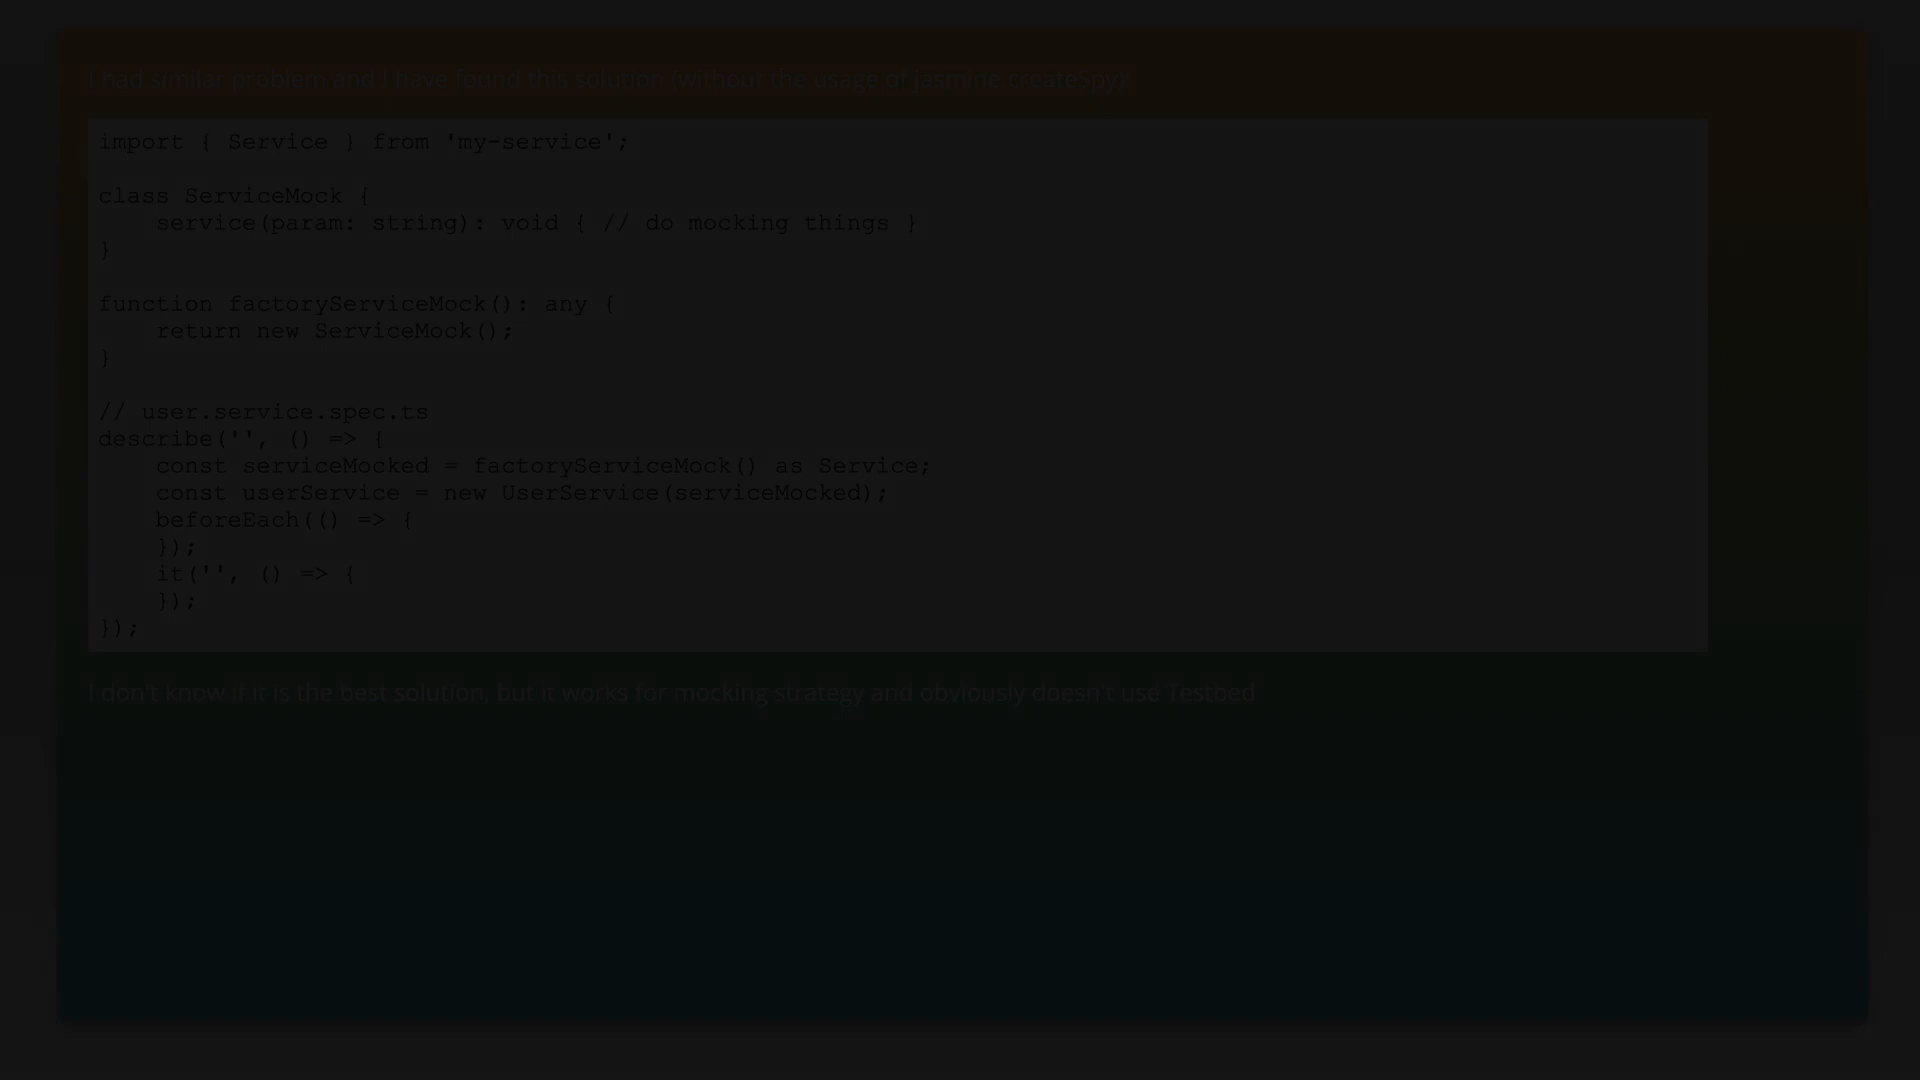 I had similar problem and I have found this solution (without the usage of jasmine.createSpy):
import { Service } from 'my-service';
class ServiceMock {
    service(param: string): void { // do mocking things }
}
function factoryServiceMock(): any {
    return new ServiceMock();
}
// user.service.spec.ts
describe('', () => {
    const serviceMocked = factoryServiceMock() as Service;
    const userService = new UserService(serviceMocked);
    beforeEach(() => {
    });
    it('', () => {
    });
});
I don't know if it is the best solution, but it works for mocking strategy and obviously doesn't use Testbed